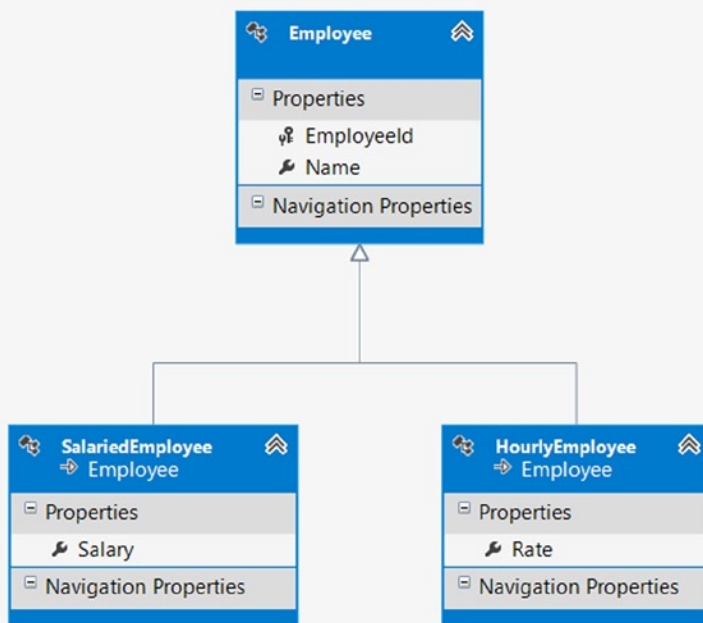 Employee
Properties
EmployeeId
Name
Navigation Properties
SalariedEmployee
Employee
Properties
Salary
Navigation Properties
HourlyEmployee
Employee
Properties
Rate
Navigation Properties